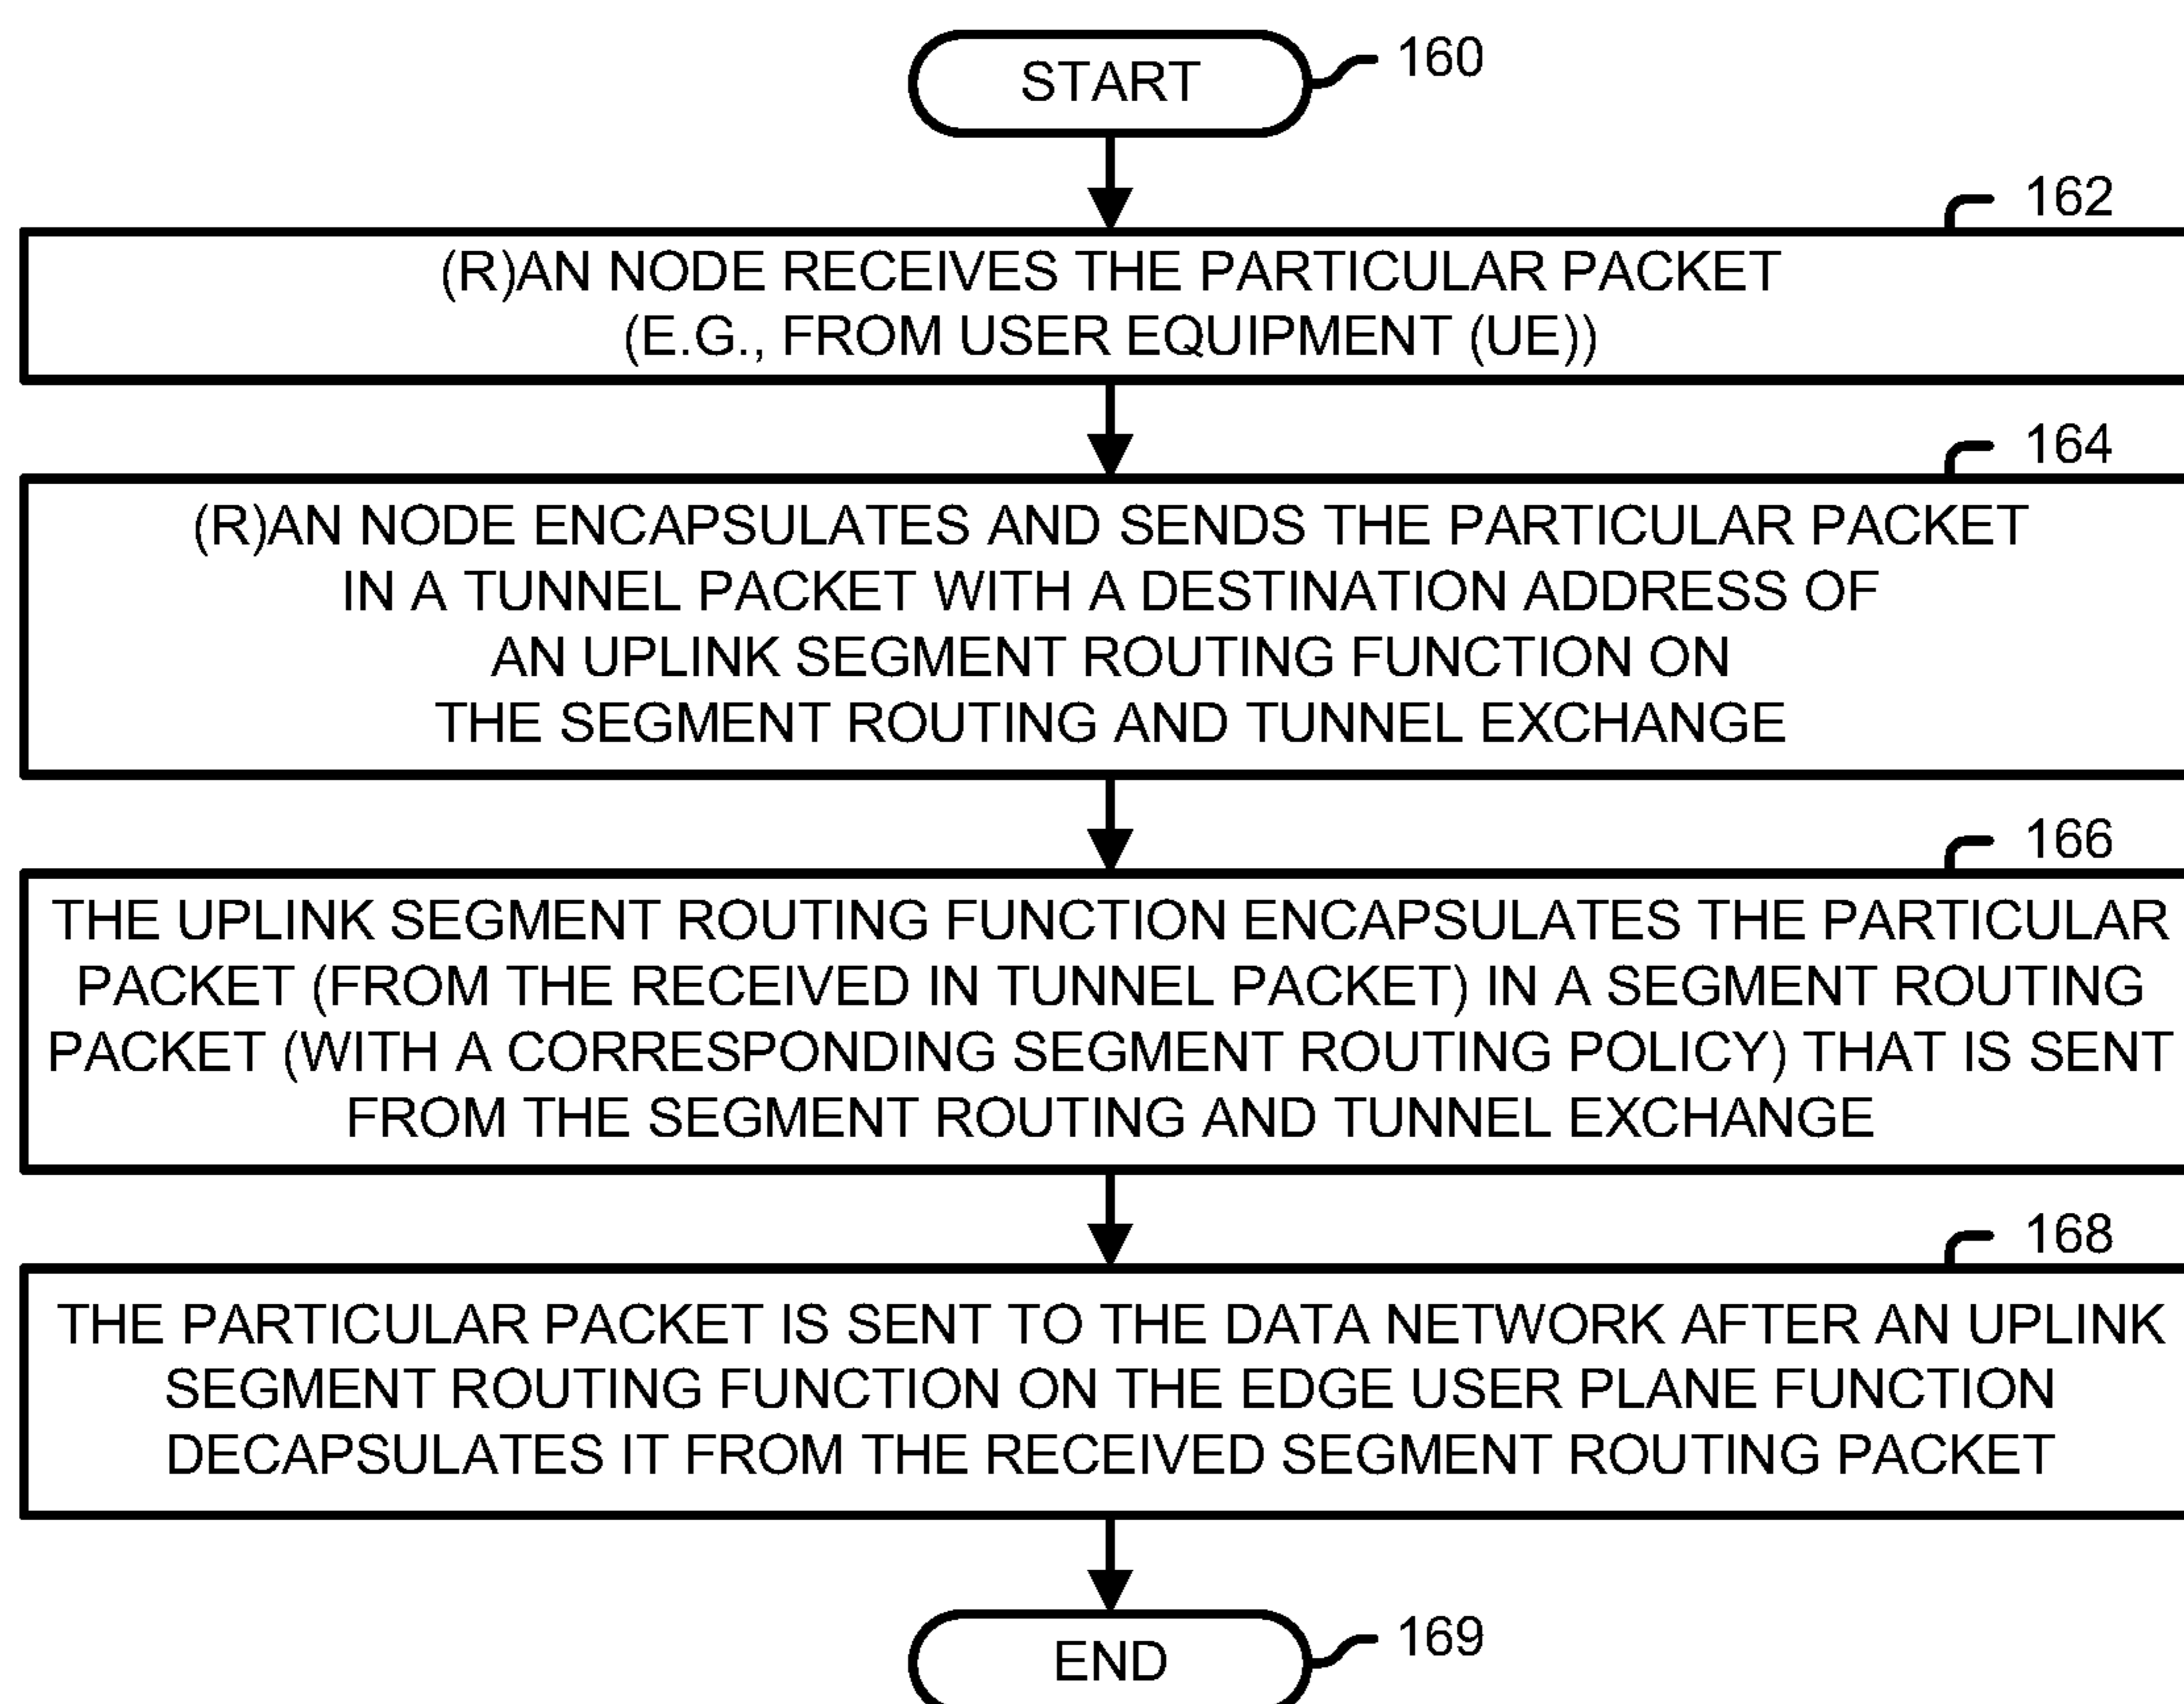 START
160
162
(R)AN NODE RECEIVES THE PARTICULAR PACKET
(E.G., FROM USER EQUIPMENT (UE))
164
(R)AN NODE ENCAPSULATES AND SENDS THE PARTICULAR PACKET
IN A TUNNEL PACKET WITH A DESTINATION ADDRESS OF
AN UPLINK SEGMENT ROUTING FUNCTION ON
THE SEGMENT ROUTING AND TUNNEL EXCHANGE
166
THE UPLINK SEGMENT ROUTING FUNCTION ENCAPSULATES THE PARTICULAR
PACKET (FROM THE RECEIVED IN TUNNEL PACKET) IN A SEGMENT ROUTING
PACKET (WITH A CORRESPONDING SEGMENT ROUTING POLICY) THAT IS SENT
FROM THE SEGMENT ROUTING AND TUNNEL EXCHANGE
168
THE PARTICULAR PACKET IS SENT TO THE DATA NETWORK AFTER AN UPLINK
SEGMENT ROUTING FUNCTION ON THE EDGE USER PLANE FUNCTION
DECAPSULATES IT FROM THE RECEIVED SEGMENT ROUTING PACKET
END
169